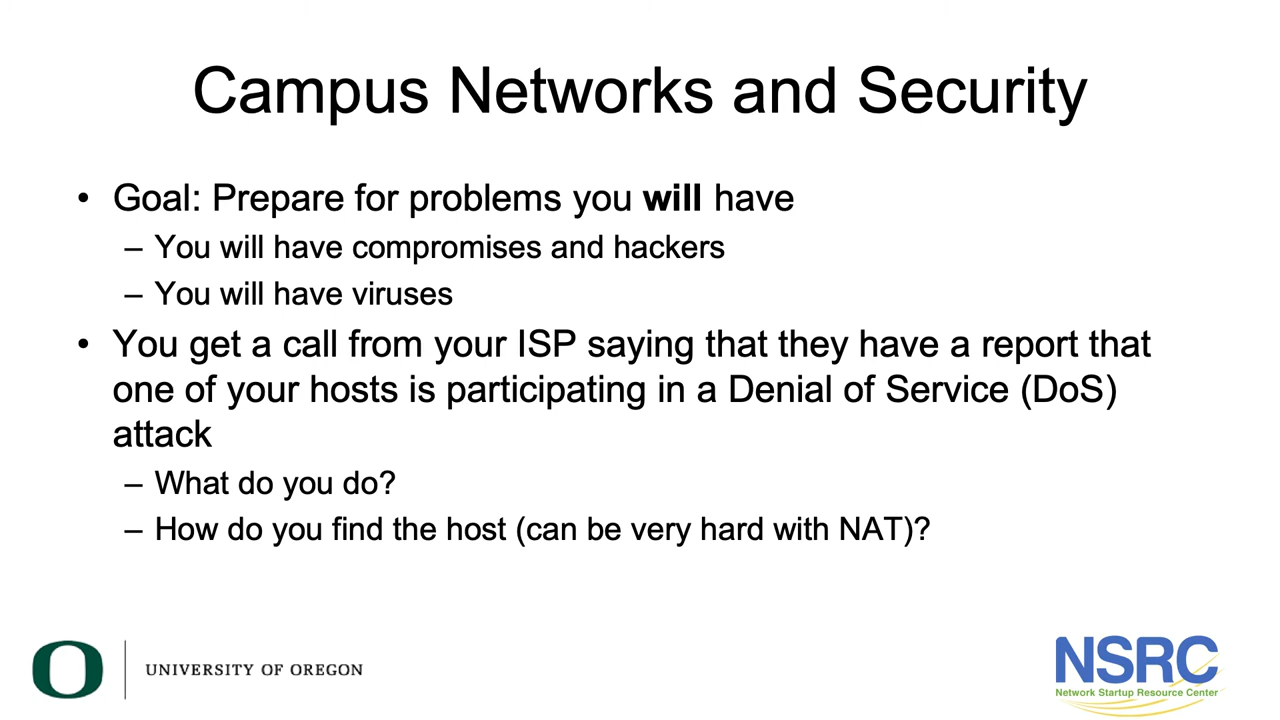 Campus Networks and Security
• Goal: Prepare for problems you will have
– You will have compromises and hackers
– You will have viruses
• You get a call from your ISP saying that they have a report that
one of your hosts is participating in a Denial of Service (DoS)
attack
– What do you do?
– How do you find the host (can be very hard with NAT)?
O
UNIVERSITY OF OREGON
NSRC
Network Startup Resource Center